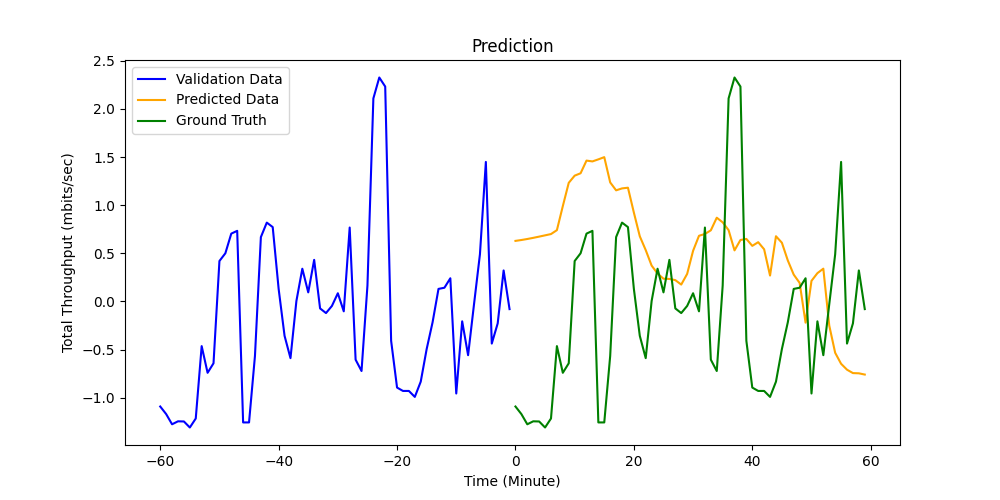 Prediction
Validation Data
Predicted Data
Ground Truth
2.5
2.0
1.5
1.0
0.5
0.0
−0.5
−1.0
Total Throughput (mbits/sec)
−60 −40 −20 0 20 40 60
Time (Minute)